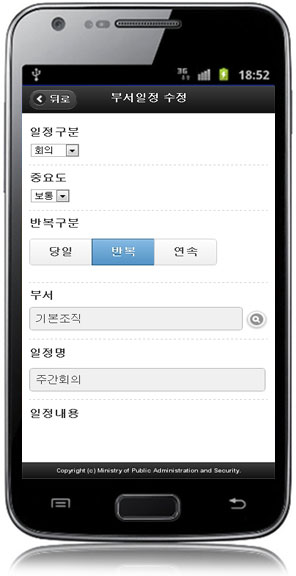 3G 18:52
뒤로 부서일정 수정
일정구분
회의
중요도
보통
반복구분
당일 반복 연속
부서
기본조직
일정명
주간회의
일정내용
Copyright (c) Ministry of Public Administration and Security.